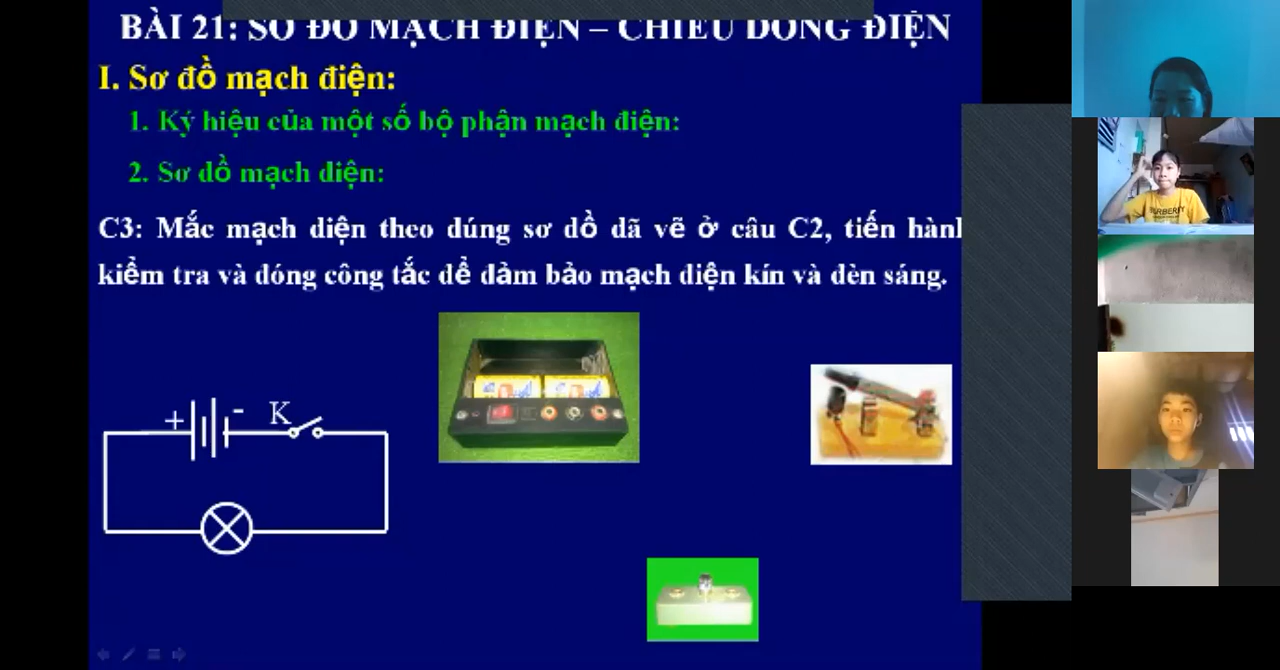 BÀI 21: SƠ ĐỒ MẠCH ĐIỆN – CHIỀU DÒNG ĐIỆN
I. Sơ đồ mạch điện:
1. Ký hiệu của một số bộ phận mạch điện:
2. Sơ đồ mạch điện:
C3: Mắc mạch điện theo đúng sơ đồ đã vẽ ở câu C2, tiến hành
kiểm tra và đóng công tắc để đảm bảo mạch điện kín và đèn sáng.
+ - K
BURBERRY